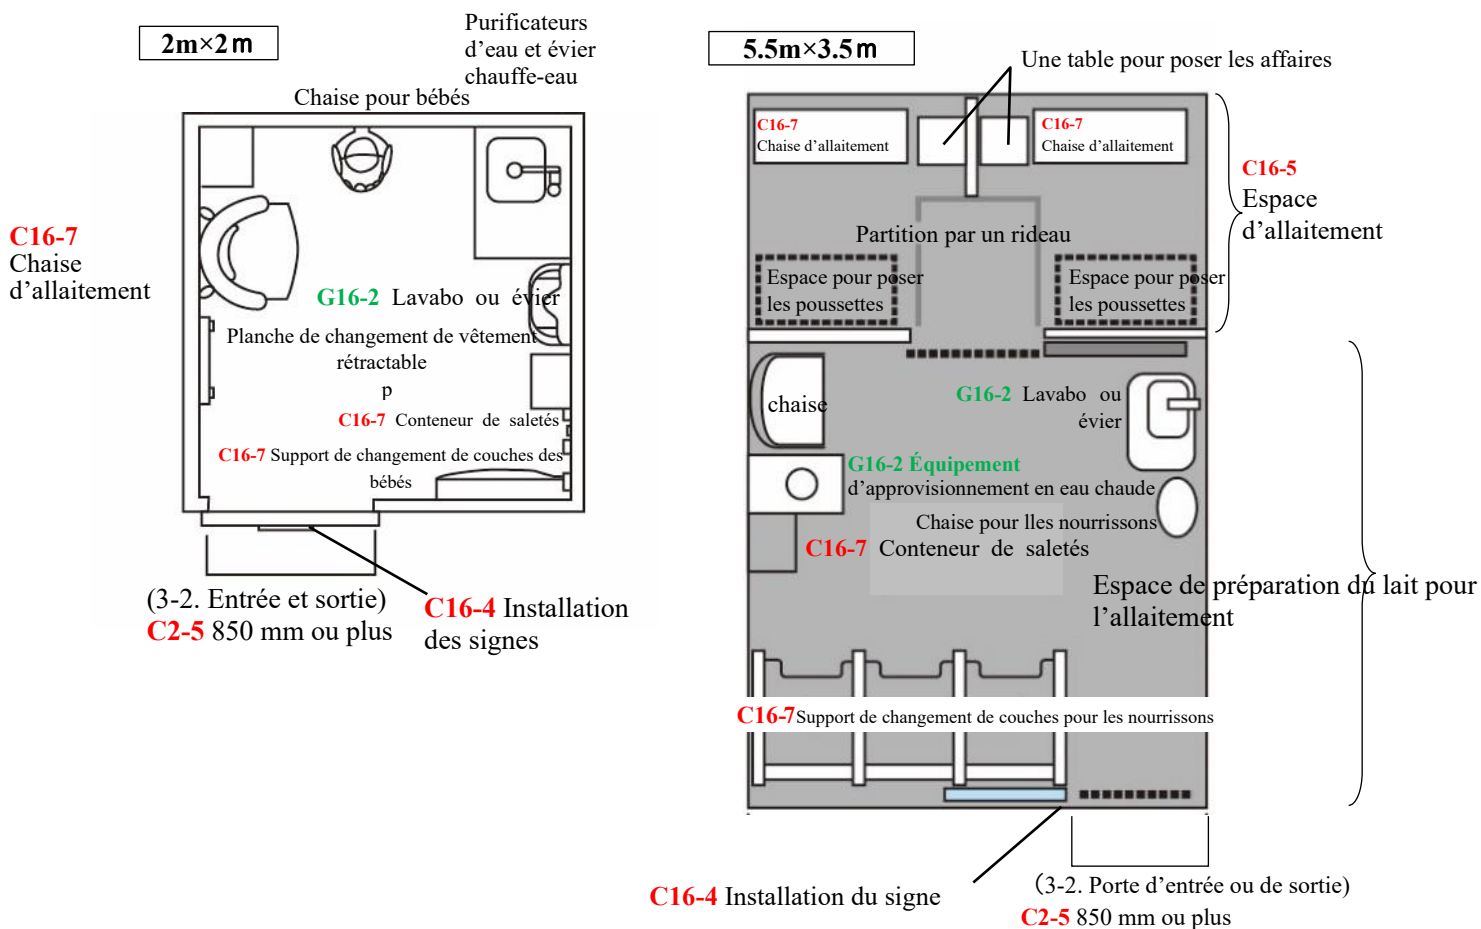 2m×2ｍ
Purificateurs
d’eau et évier
chauffe-eau
Chaise pour bébés
C16-7
Chaise
d’allaitement
G16-2 Lavabo ou évier
Planche de changement de vêtement
rétractable
p
C16-7 Conteneur de saletés
C16-7 Support de changement de couches des
bébés
(3-2. Entrée et sortie)
C2-5 850 mm ou plus
C16-4 Installation
des signes
5.5m×3.5ｍ
Une table pour poser les affaires
C16-7
Chaise d’allaitement
C16-7
Chaise d’allaitement
C16-5
Espace
d’allaitement
Partition par un rideau
Espace pour poser
les poussettes
Espace pour poser
les poussettes
chaise
G16-2 Lavabo ou
évier
G16-2 Équipement
d’approvisionnement en eau chaude
Chaise pour lles nourrissons
C16-7 Conteneur de saletés
Espace de préparation du lait pour
l’allaitement
C16-7 Support de changement de couches pour les nourrissons
C16-4 Installation du signe
(3-2. Porte d’entrée ou de sortie)
C2-5 850 mm ou plus